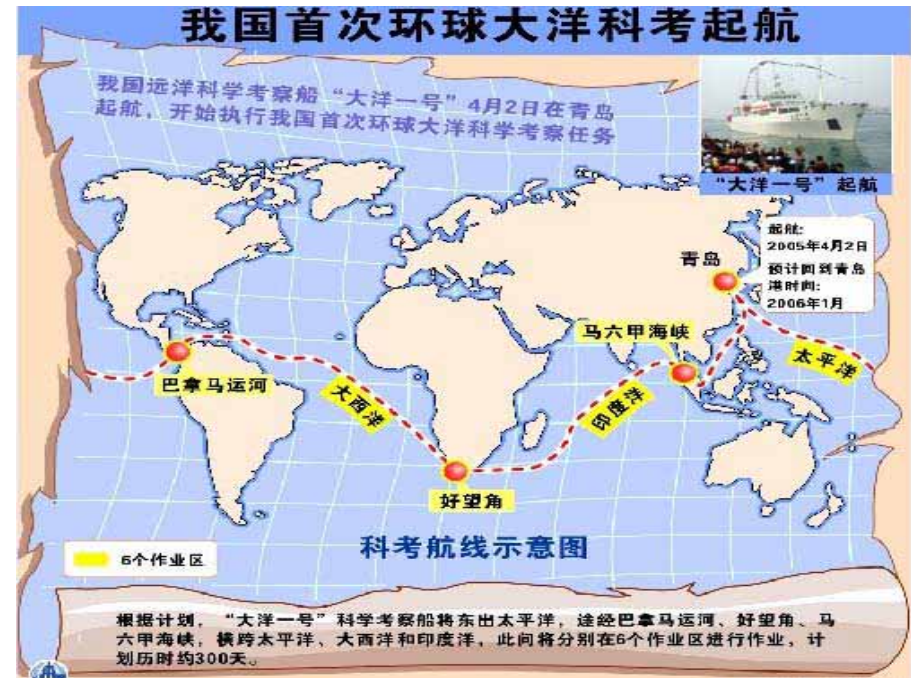 我国首次环球大洋科考起航
我国远洋科学考察船“大洋一号”4月2日在青岛
起航，开始执行我国首次环球大洋科学考察任务
“大洋一号”起航
起航:
2005年4月2日
预计回到青岛
港时间:
2006年1月
青岛
马六甲海峡
太平洋
巴拿马运河
大西洋
印度洋
好望角
科考航线示意图
6个作业区
根据计划，“大洋一号”科学考察船将东出太平洋，途经巴拿马运河、好望角、马
六甲海峡，横跨太平洋、大西洋和印度洋，此间将分别在6个作业区进行作业，计
划历时约300天。